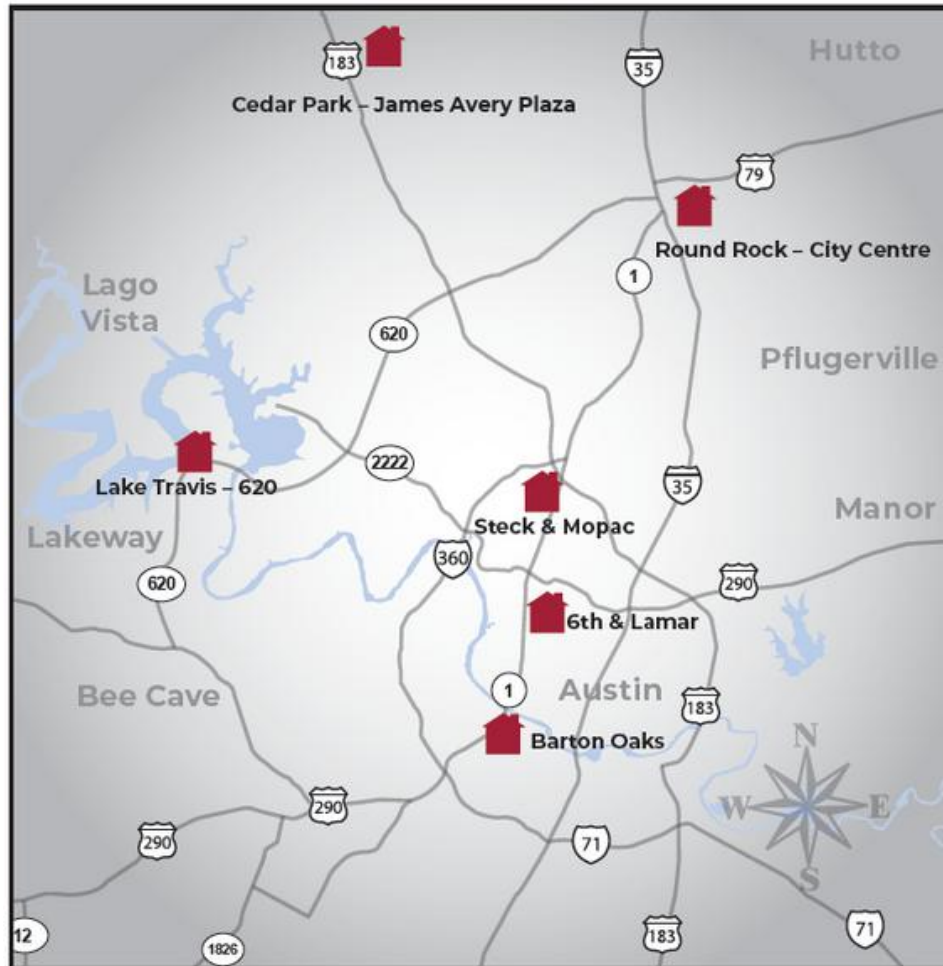 Hutto
183
35
Cedar Park – James Avery Plaza
79
Round Rock – City Centre
1
Lago
Vista
620
Pflugerville
2222
Lake Travis – 620
35
Steck & Mopac
Manor
Lakeway
360
620
290
6th & Lamar
Bee Cave
1
Austin
183
Barton Oaks
N
W
E
S
290
290
71
12
1826
183
71